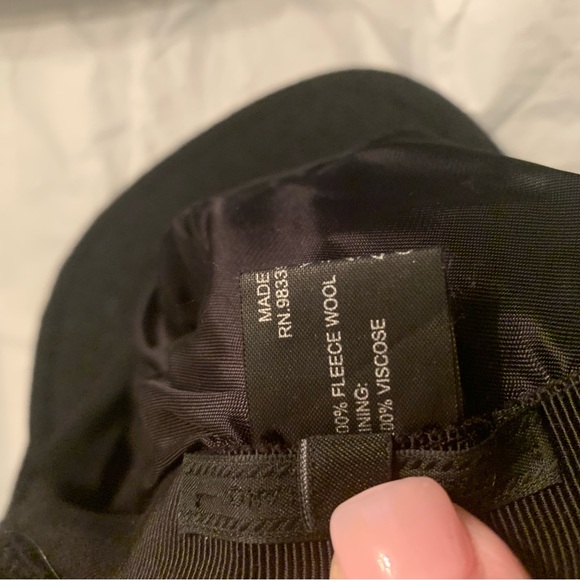 MADE
RN.9833
00% FLEECE WOOL
INING:
00% VISCOSE